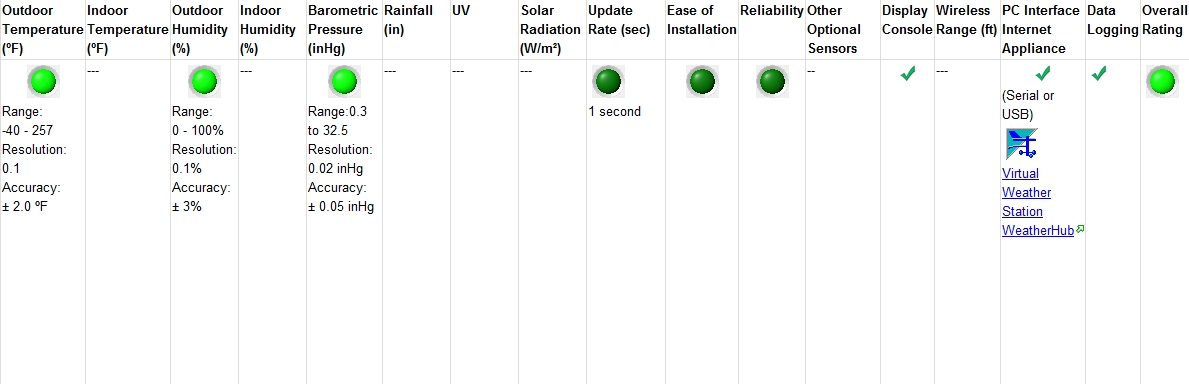 Outdoor Temperature (ºF)
Indoor Temperature (ºF)
Outdoor Humidity (%)
Indoor Humidity (%)
Barometric Pressure (inHg)
Rainfall (in)
UV
Solar Radiation (W/m²)
Update Rate (sec)
Ease of Installation
Reliability
Other Optional Sensors
Display Console
Wireless Range (ft)
PC Interface Internet Appliance
Data Logging
Overall Rating
Range:
-40 - 257
Resolution:
0.1
Accuracy:
± 2.0 ºF
---
Range:
0 - 100%
Resolution:
0.1%
Accuracy:
± 3%
---
Range:0.3
to 32.5
Resolution:
0.02 inHg
Accuracy:
± 0.05 inHg
---
---
---
1 second
--
---
(Serial or
USB)
Virtual
Weather
Station
WeatherHub